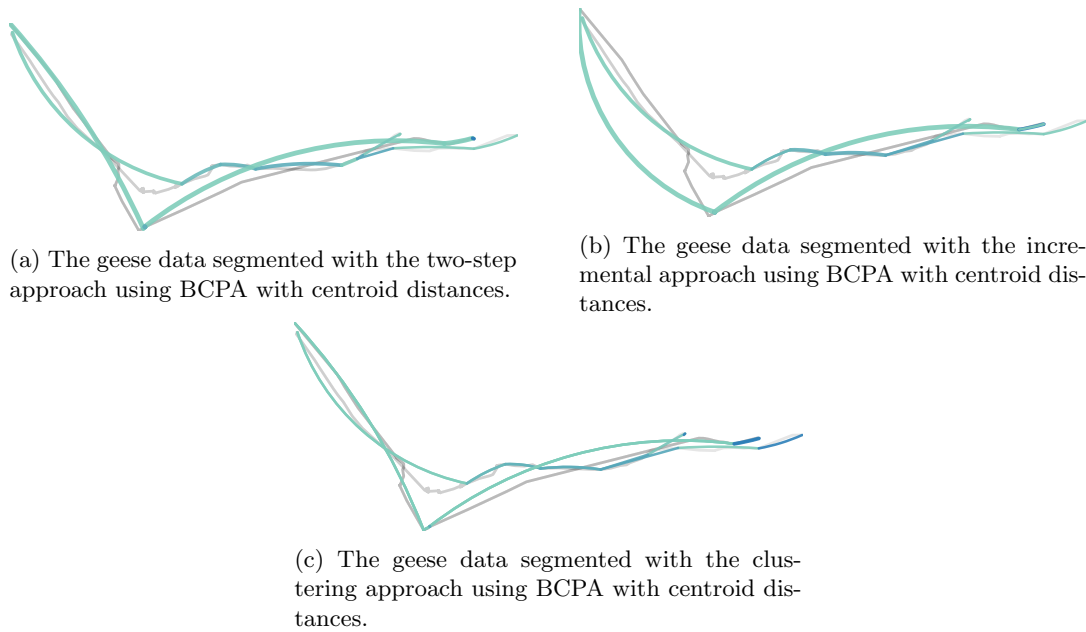 (a) The geese data segmented with the two-step
approach using BCPA with centroid distances.
(b) The geese data segmented with the incre-
mental approach using BCPA with centroid dis-
tances.
(c) The geese data segmented with the clus-
tering approach using BCPA with centroid dis-
tances.